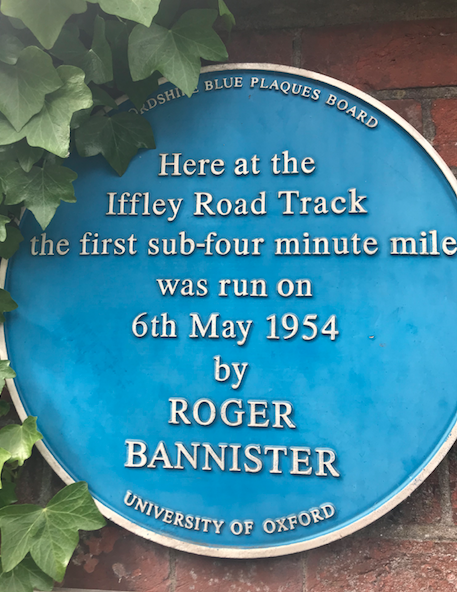 ORDSHIRE BLUE PLAQUES BOARD
Here at the
Iffley Road Track
the first sub-four minute mile
was run on
6th May 1954
by
ROGER
BANNISTER
UNIVERSITY OF OXFORD